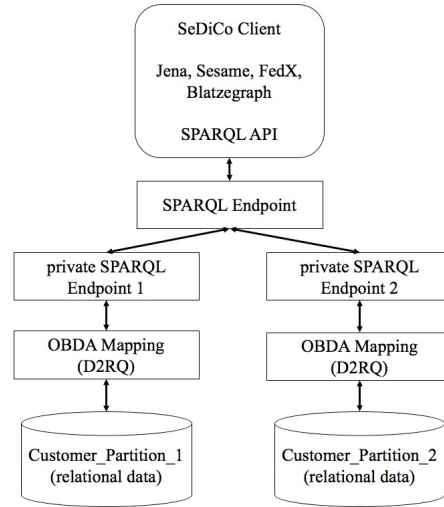 SeDiCo Client
Jena, Sesame, FedX,
Blatzegraph
SPARQL API
SPARQL Endpoint
private SPARQL
Endpoint 1
private SPARQL
Endpoint 2
OBDA Mapping
(D2RQ)
OBDA Mapping
(D2RQ)
Customer_Partition_1
(relational data)
Customer_Partition_2
(relational data)